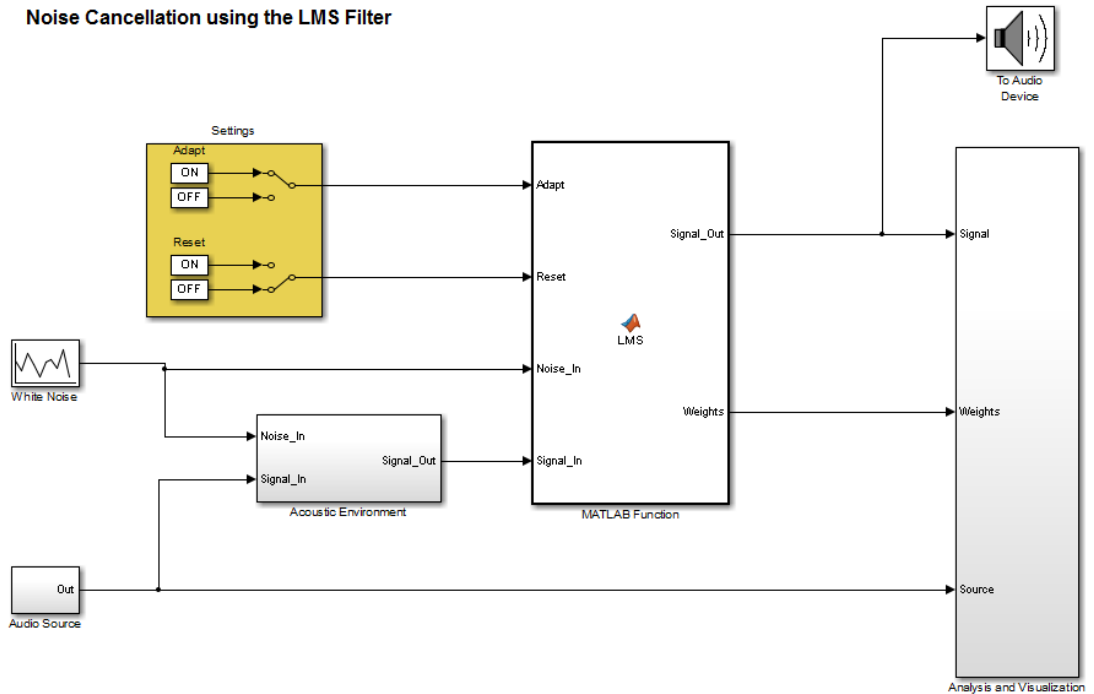 Noise Cancellation using the LMS Filter
To Audio
Device
Settings
Adapt
ON
OFF
Reset
ON
OFF
Adapt
Reset
Noise_In
Signal_In
Signal_Out
Weights
LMS
MATLAB Function
White Noise
Noise_In
Signal_In
Signal_Out
Acoustic Environment
Out
Audio Source
Signal
Weights
Source
Analysis and Visualization